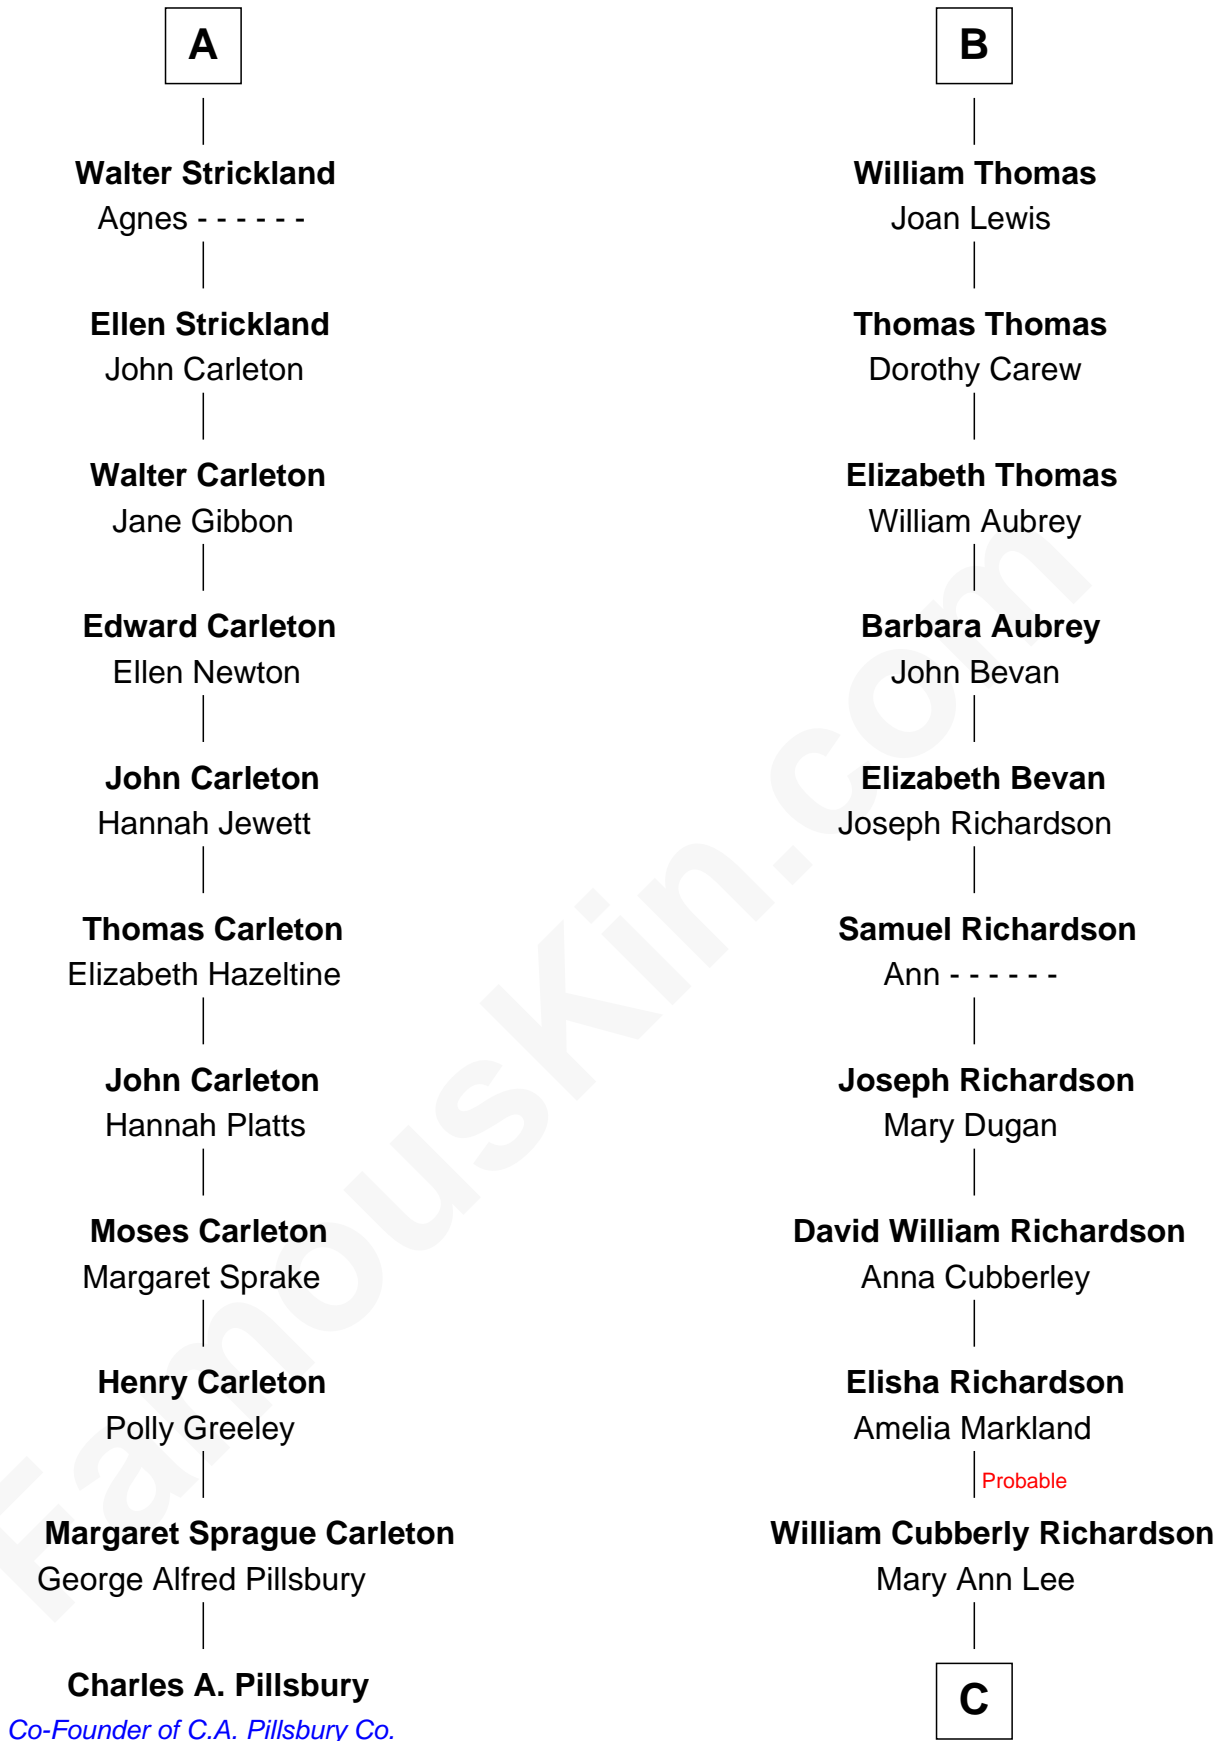 A
Walter Strickland
Agnes - - - - - -
Ellen Strickland
John Carleton
Walter Carleton
Jane Gibbon
Edward Carleton
Ellen Newton
John Carleton
Hannah Jewett
Thomas Carleton
Elizabeth Hazeltine
John Carleton
Hannah Platts
Moses Carleton
Margaret Sprake
Henry Carleton
Polly Greeley
Margaret Sprague Carleton
George Alfred Pillsbury
Charles A. Pillsbury
Co-Founder of C.A. Pillsbury Co.
B
William Thomas
Joan Lewis
Thomas Thomas
Dorothy Carew
Elizabeth Thomas
William Aubrey
Barbara Aubrey
John Bevan
Elizabeth Bevan
Joseph Richardson
Samuel Richardson
Ann - - - - - -
Joseph Richardson
Mary Dugan
David William Richardson
Anna Cubberley
Elisha Richardson
Amelia Markland
Probable
William Cubberly Richardson
Mary Ann Lee
C
FamousKin.com